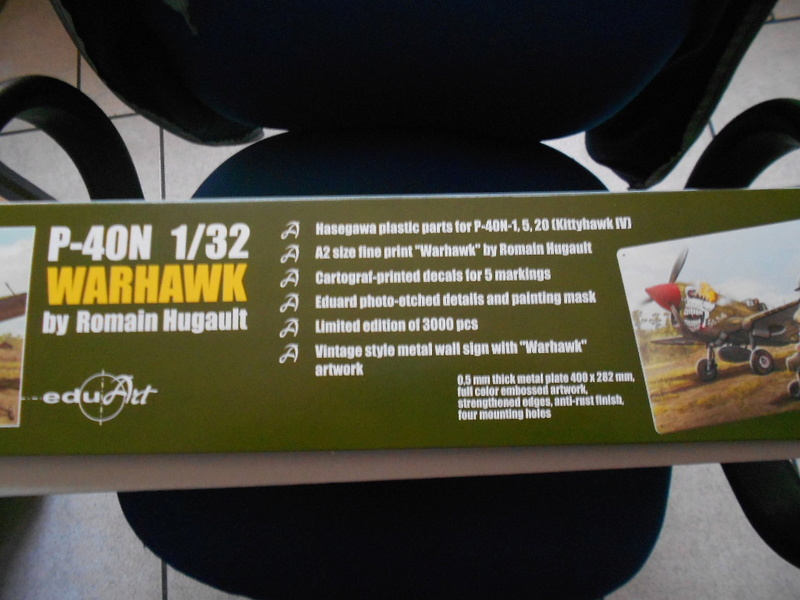 P-40N 1/32
WARHAWK
by Romain Hugault
eduArt
Hasegawa plastic parts for P-40N-1, 5, 20 (Kittyhawk IV)
A2 size fine print "Warhawk" by Romain Hugault
Cartograf-printed decals for 5 markings
Eduard photo-etched details and painting mask
Limited edition of 3000 pcs
Vintage style metal wall sign with "Warhawk"
artwork
0,5 mm thick metal plate 400 x 282 mm,
full color embossed artwork,
strengthened edges, anti-rust finish,
four mounting holes